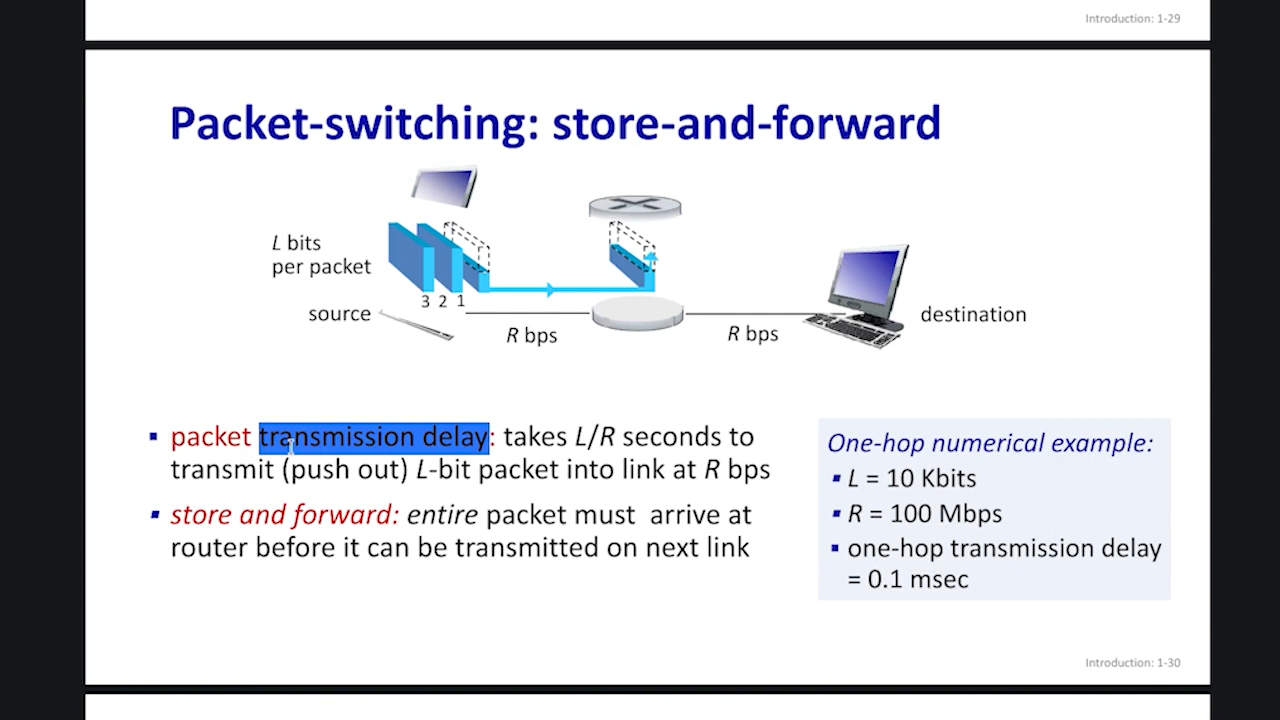 Introduction: 1-29
Packet-switching: store-and-forward
L bits
per packet
3 2 1
source
R bps
R bps
destination
packet transmission delay: takes L/R seconds to
transmit (push out) L-bit packet into link at R bps
store and forward: entire packet must arrive at
router before it can be transmitted on next link
One-hop numerical example:
L = 10 Kbits
R = 100 Mbps
one-hop transmission delay
= 0.1 msec
Introduction: 1-30